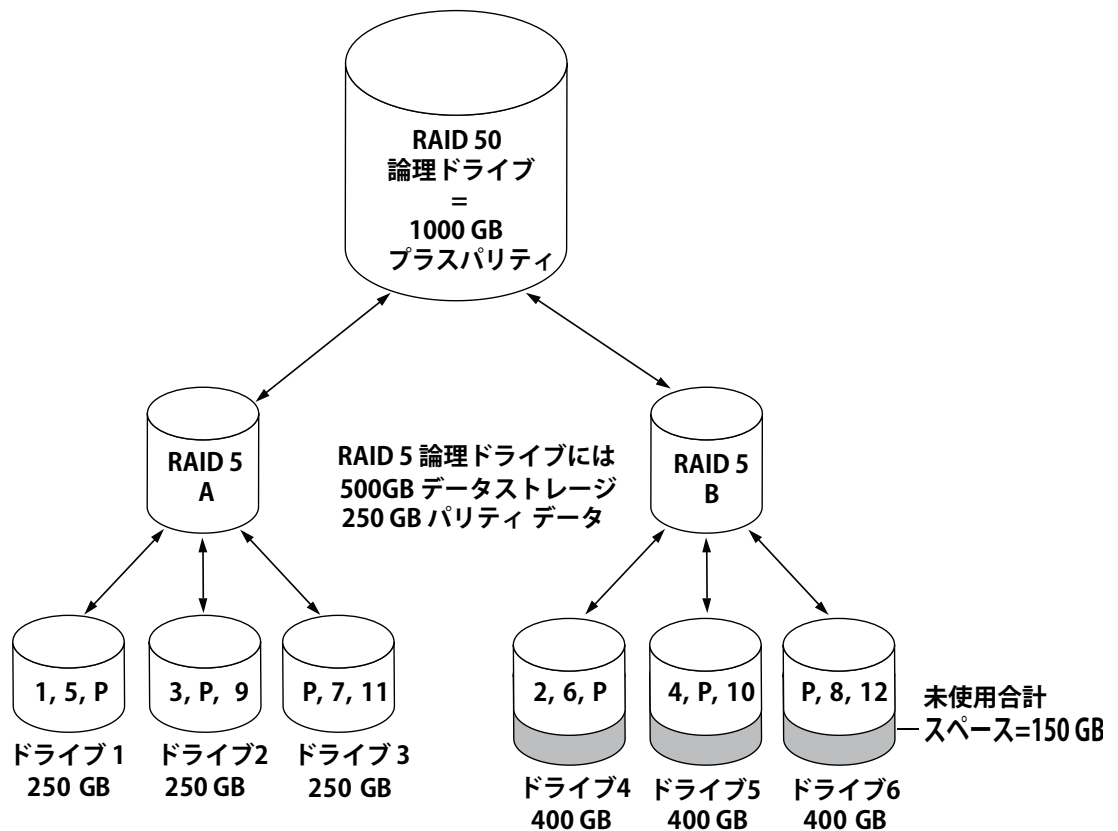 RAID 50
論理ドライブ
=
1000 GB
プラスパリティ
RAID 5
A
RAID 5 論理ドライブには
500GB データストレージ
250 GB パリティ データ
RAID 5
B
1, 5, P
3, P, 9
P, 7, 11
2, 6, P
4, P, 10
P, 8, 12
未使用合計
スペース=150 GB
ドライブ 1
250 GB
ドライブ2
250 GB
ドライブ 3
250 GB
ドライブ4
400 GB
ドライブ5
400 GB
ドライブ6
400 GB